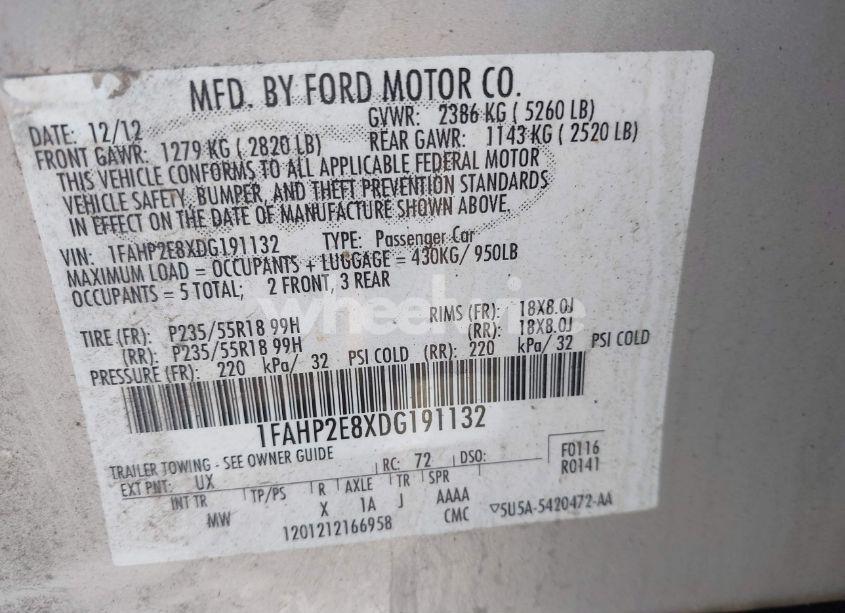 MFD. BY FORD MOTOR CO.
DATE: 12/12 GVWR: 2386 KG ( 5260 LB)
FRONT GAWR: 1279 KG ( 2820 LB) REAR GAWR: 1143 KG ( 2520 LB)
THIS VEHICLE CONFORMS TO ALL APPLICABLE FEDERAL MOTOR
VEHICLE SAFETY, BUMPER, AND THEFT PREVENTION STANDARDS
IN EFFECT ON THE DATE OF MANUFACTURE SHOWN ABOVE.
VIN: 1FAHP2E8XDG191132 TYPE: Passenger Car
MAXIMUM LOAD = OCCUPANTS + LUGGAGE = 430KG/ 950LB
OCCUPANTS = 5 TOTAL; 2 FRONT, 3 REAR
TIRE (FR): P235/55R18 99H RIMS (FR): 18X8.0J
(RR): P235/55R18 99H (RR): 18X8.0J
PRESSURE (FR): 220 kPa/ 32 PSI COLD (RR): 220 kPa/ 32 PSI COLD
1FAHP2E8XDG191132
TRAILER TOWING - SEE OWNER GUIDE
EXT PNT: UX RC: 72 DSO: F0116
R0141
INT TR TP/PS R AXLE TR SPR
MW X 1A J AAAA
1201212166958 CMC ▽5U5A-5420472-AA